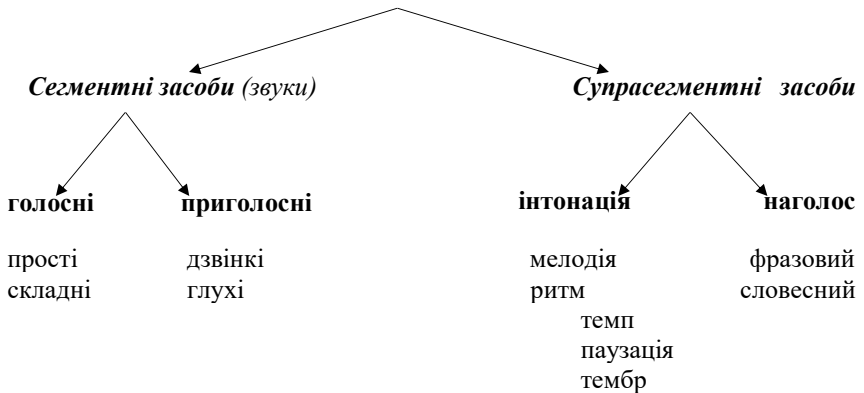 Сегментні засоби (звуки) Супрасегментні засоби
голосні приголосні інтонація наголос
прості дзвінкі мелодія фразовий
складні глухі ритм словесний
темп
паузація
тембр